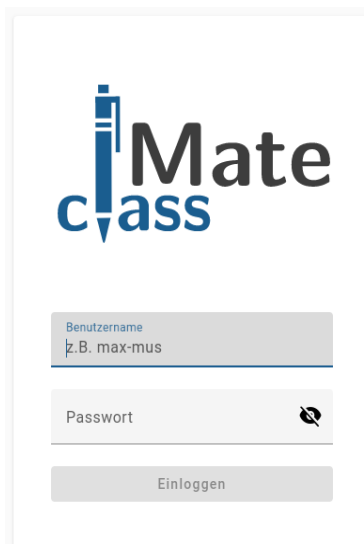 Mate
class
Benutzername
z.B. max-mus
Passwort
Einloggen